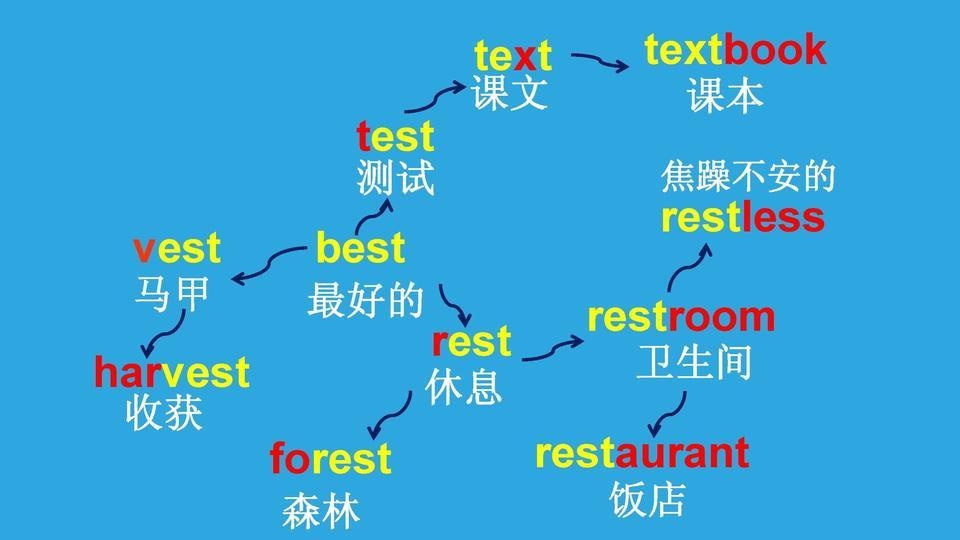 text
课文
textbook
课本
test
测试
焦躁不安的
restless
vest
马甲
best
最好的
rest
休息
restroom
卫生间
harvest
收获
forest
森林
restaurant
饭店